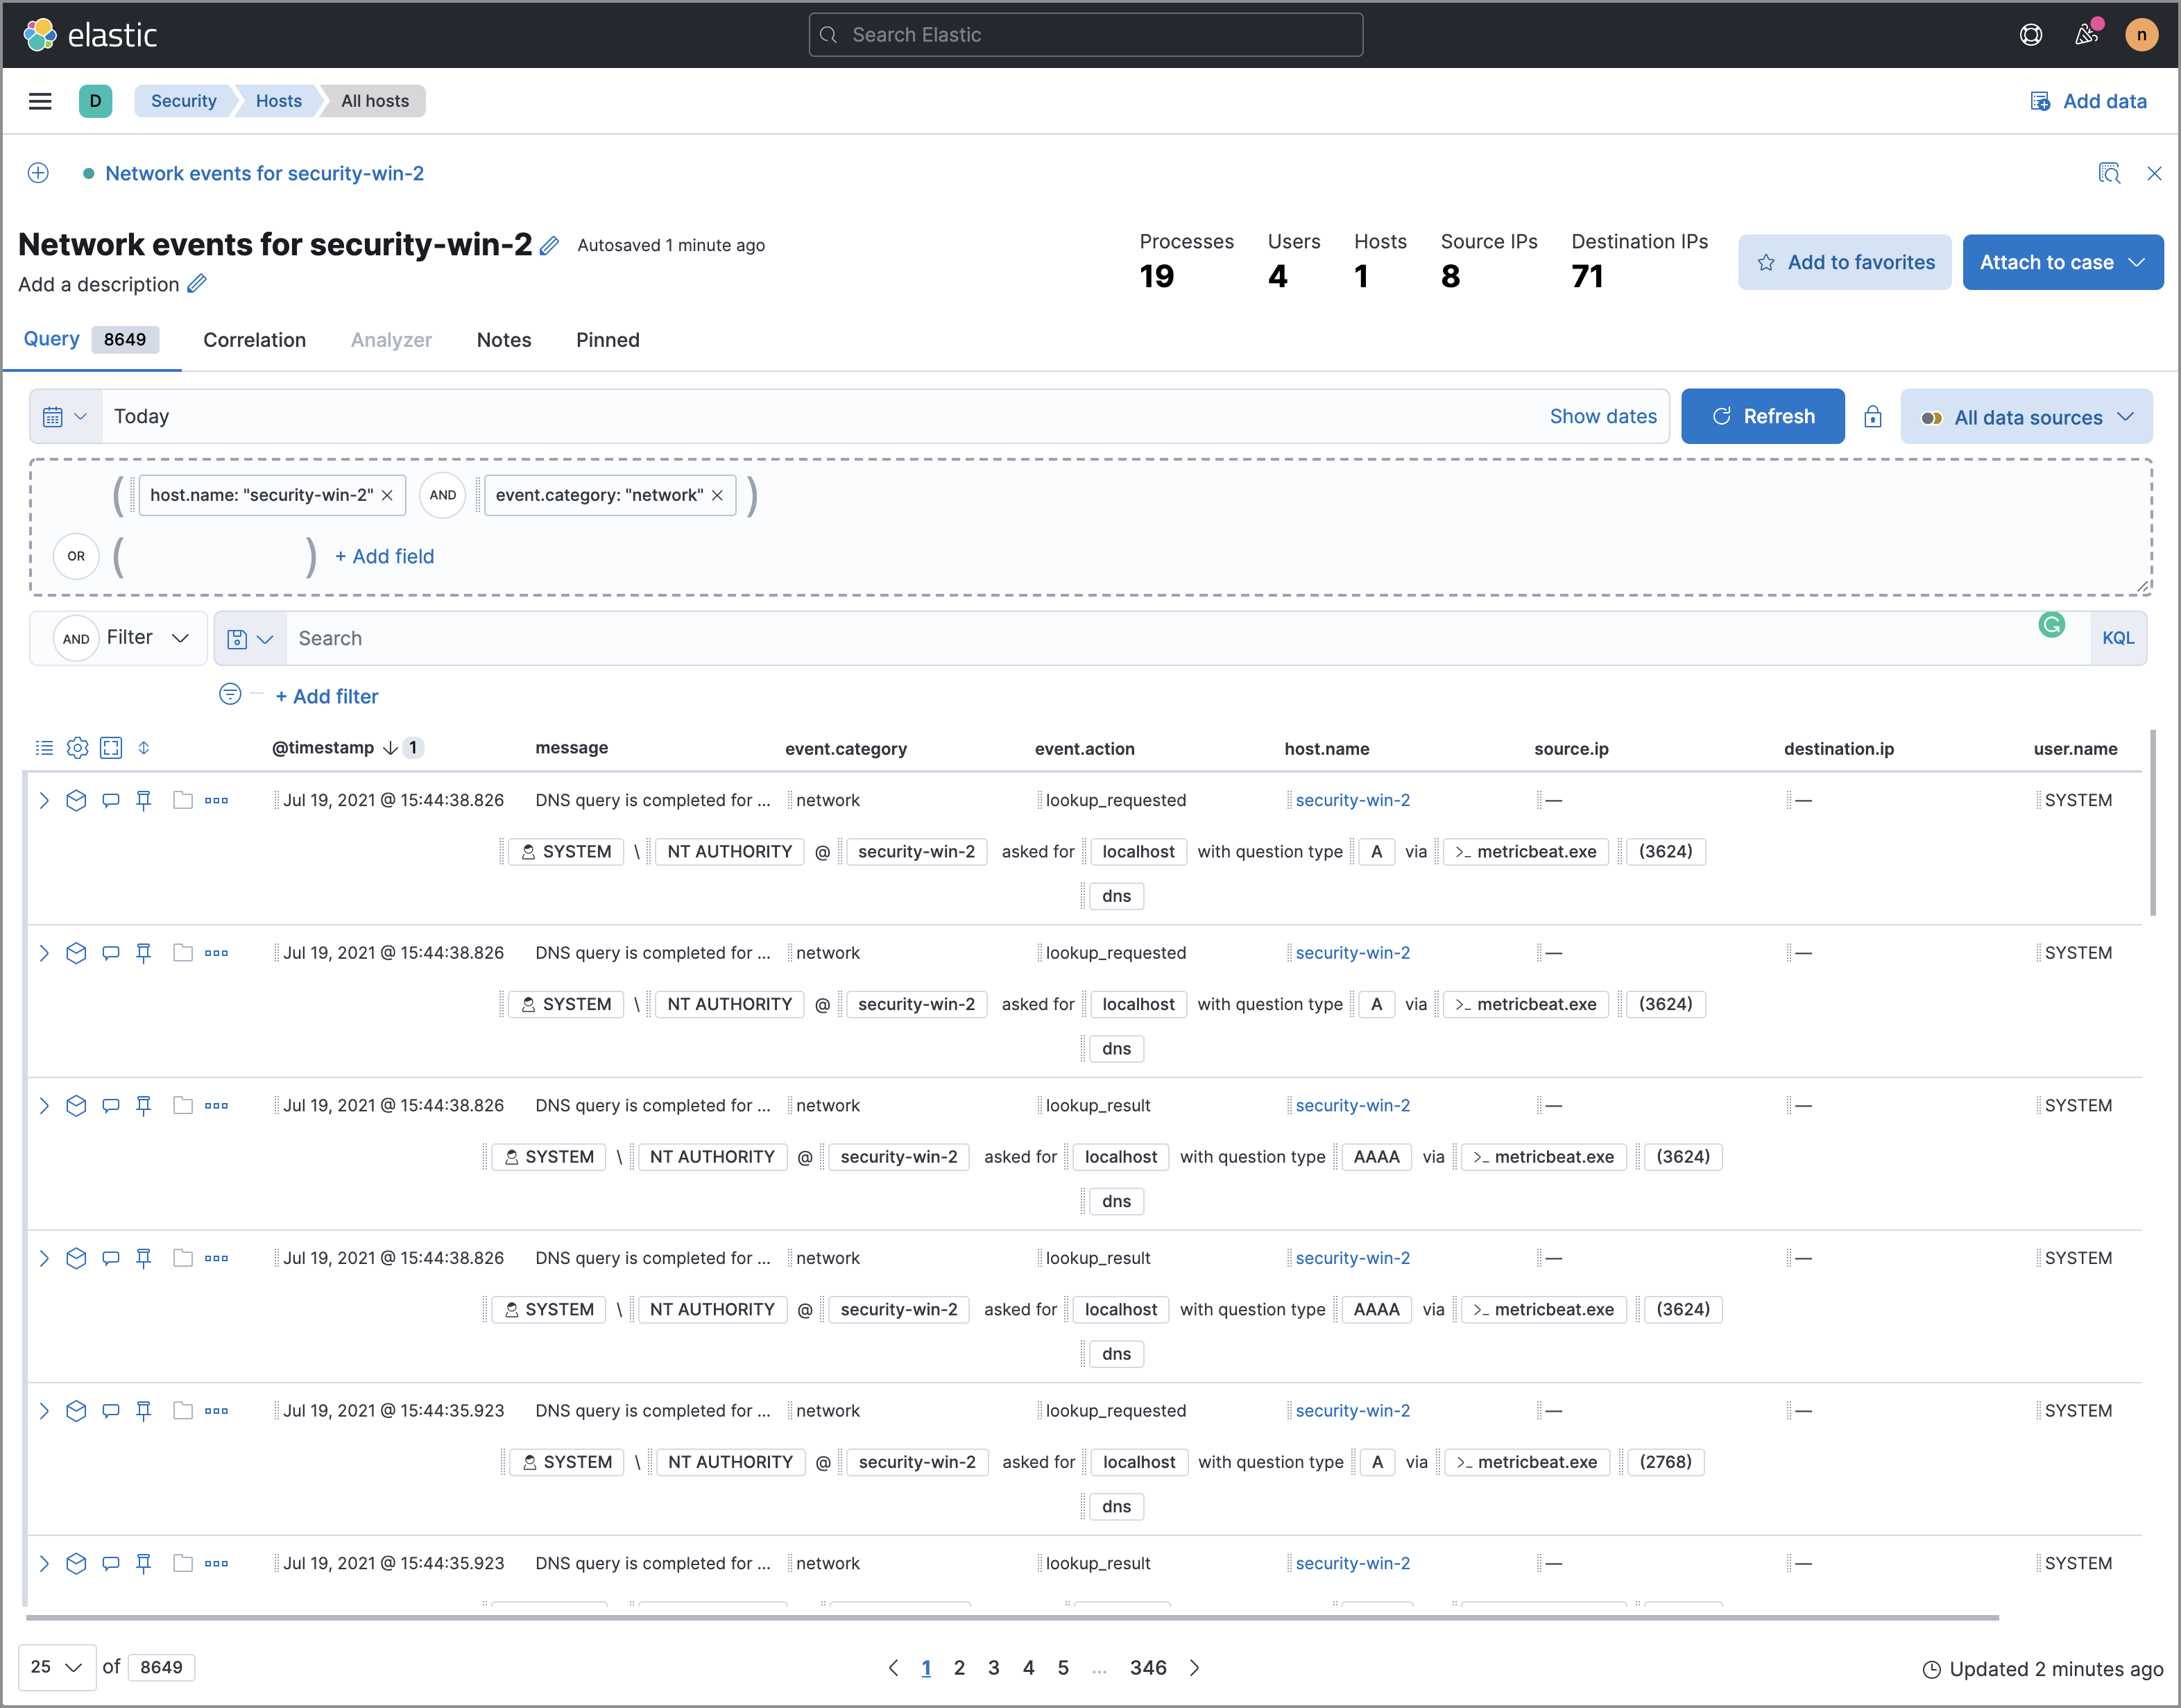 elastic
Search Elastic
n
D Security Hosts All hosts
Add data
Network events for security-win-2
Network events for security-win-2 Autosaved 1 minute ago
Add a description
Processes Users Hosts Source IPs Destination IPs
19 4 1 8 71
Add to favorites Attach to case
Query 8649 Correlation Analyzer Notes Pinned
Today Show dates Refresh All data sources
( host.name: "security-win-2" AND event.category: "network" )
OR ( ) + Add field
AND Filter Search KQL
+ Add filter
@timestamp 1 message event.category event.action host.name source.ip destination.ip user.name
Jul 19, 2021 @ 15:44:38.826 DNS query is completed for ... network lookup_requested security-win-2 — — SYSTEM
SYSTEM \ NT AUTHORITY @ security-win-2 asked for localhost with question type A via >_ metricbeat.exe (3624)
dns
Jul 19, 2021 @ 15:44:38.826 DNS query is completed for ... network lookup_requested security-win-2 — — SYSTEM
SYSTEM \ NT AUTHORITY @ security-win-2 asked for localhost with question type A via >_ metricbeat.exe (3624)
dns
Jul 19, 2021 @ 15:44:38.826 DNS query is completed for ... network lookup_result security-win-2 — — SYSTEM
SYSTEM \ NT AUTHORITY @ security-win-2 asked for localhost with question type AAAA via >_ metricbeat.exe (3624)
dns
Jul 19, 2021 @ 15:44:38.826 DNS query is completed for ... network lookup_result security-win-2 — — SYSTEM
SYSTEM \ NT AUTHORITY @ security-win-2 asked for localhost with question type AAAA via >_ metricbeat.exe (3624)
dns
Jul 19, 2021 @ 15:44:35.923 DNS query is completed for ... network lookup_requested security-win-2 — — SYSTEM
SYSTEM \ NT AUTHORITY @ security-win-2 asked for localhost with question type A via >_ metricbeat.exe (2768)
dns
Jul 19, 2021 @ 15:44:35.923 DNS query is completed for ... network lookup_result security-win-2 — — SYSTEM
25 of 8649
1 2 3 4 5 ... 346
Updated 2 minutes ago